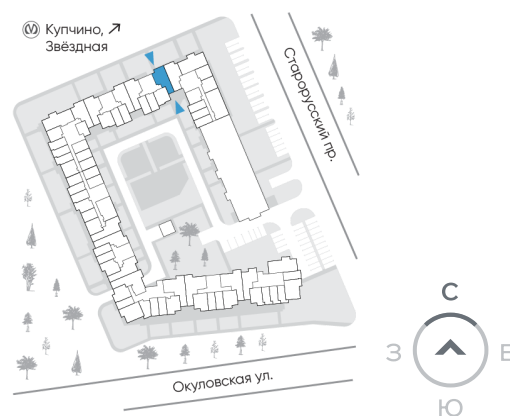 Купчино, ↗
Звёздная
Старорусский пр.
Окуловская ул.
С
З
В
Ю